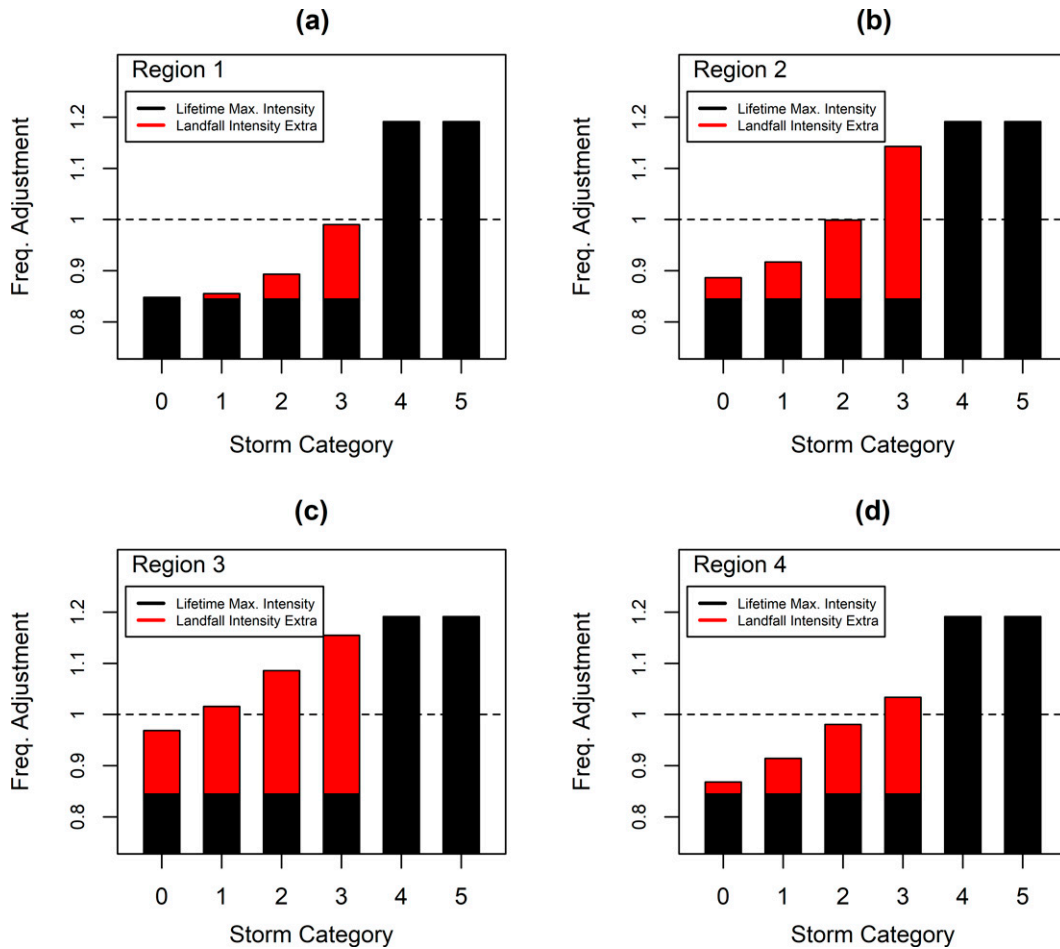 (a)
Region 1
Lifetime Max. Intensity
Landfall Intensity Extra
Freq. Adjustment
1.2
1.1
1
0.9
0.8
0 1 2 3 4 5
Storm Category
(b)
Region 2
Lifetime Max. Intensity
Landfall Intensity Extra
Freq. Adjustment
1.2
1.1
1
0.9
0.8
0 1 2 3 4 5
Storm Category
(c)
Region 3
Lifetime Max. Intensity
Landfall Intensity Extra
Freq. Adjustment
1.2
1.1
1
0.9
0.8
0 1 2 3 4 5
Storm Category
(d)
Region 4
Lifetime Max. Intensity
Landfall Intensity Extra
Freq. Adjustment
1.2
1.1
1
0.9
0.8
0 1 2 3 4 5
Storm Category